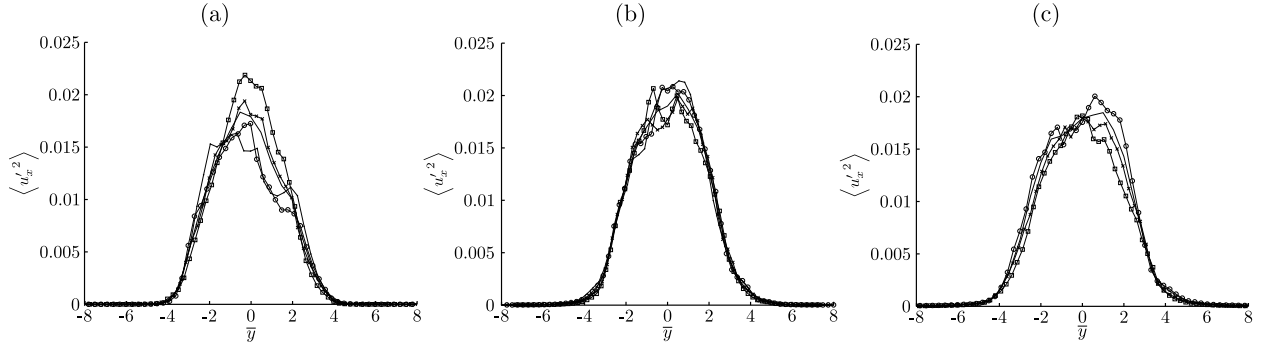 (a) (b) (c)
0.025 0.025 0.025
0.02 0.02 0.02
0.015 0.015 0.015
⟨u′ₓ²⟩ ⟨u′ₓ²⟩ ⟨u′ₓ²⟩
0.01 0.01 0.01
0.005 0.005 0.005
0 0 0
-8 -6 -4 -2 0 2 4 6 8 -8 -6 -4 -2 0 2 4 6 8 -8 -6 -4 -2 0 2 4 6 8
y̅ y̅ y̅